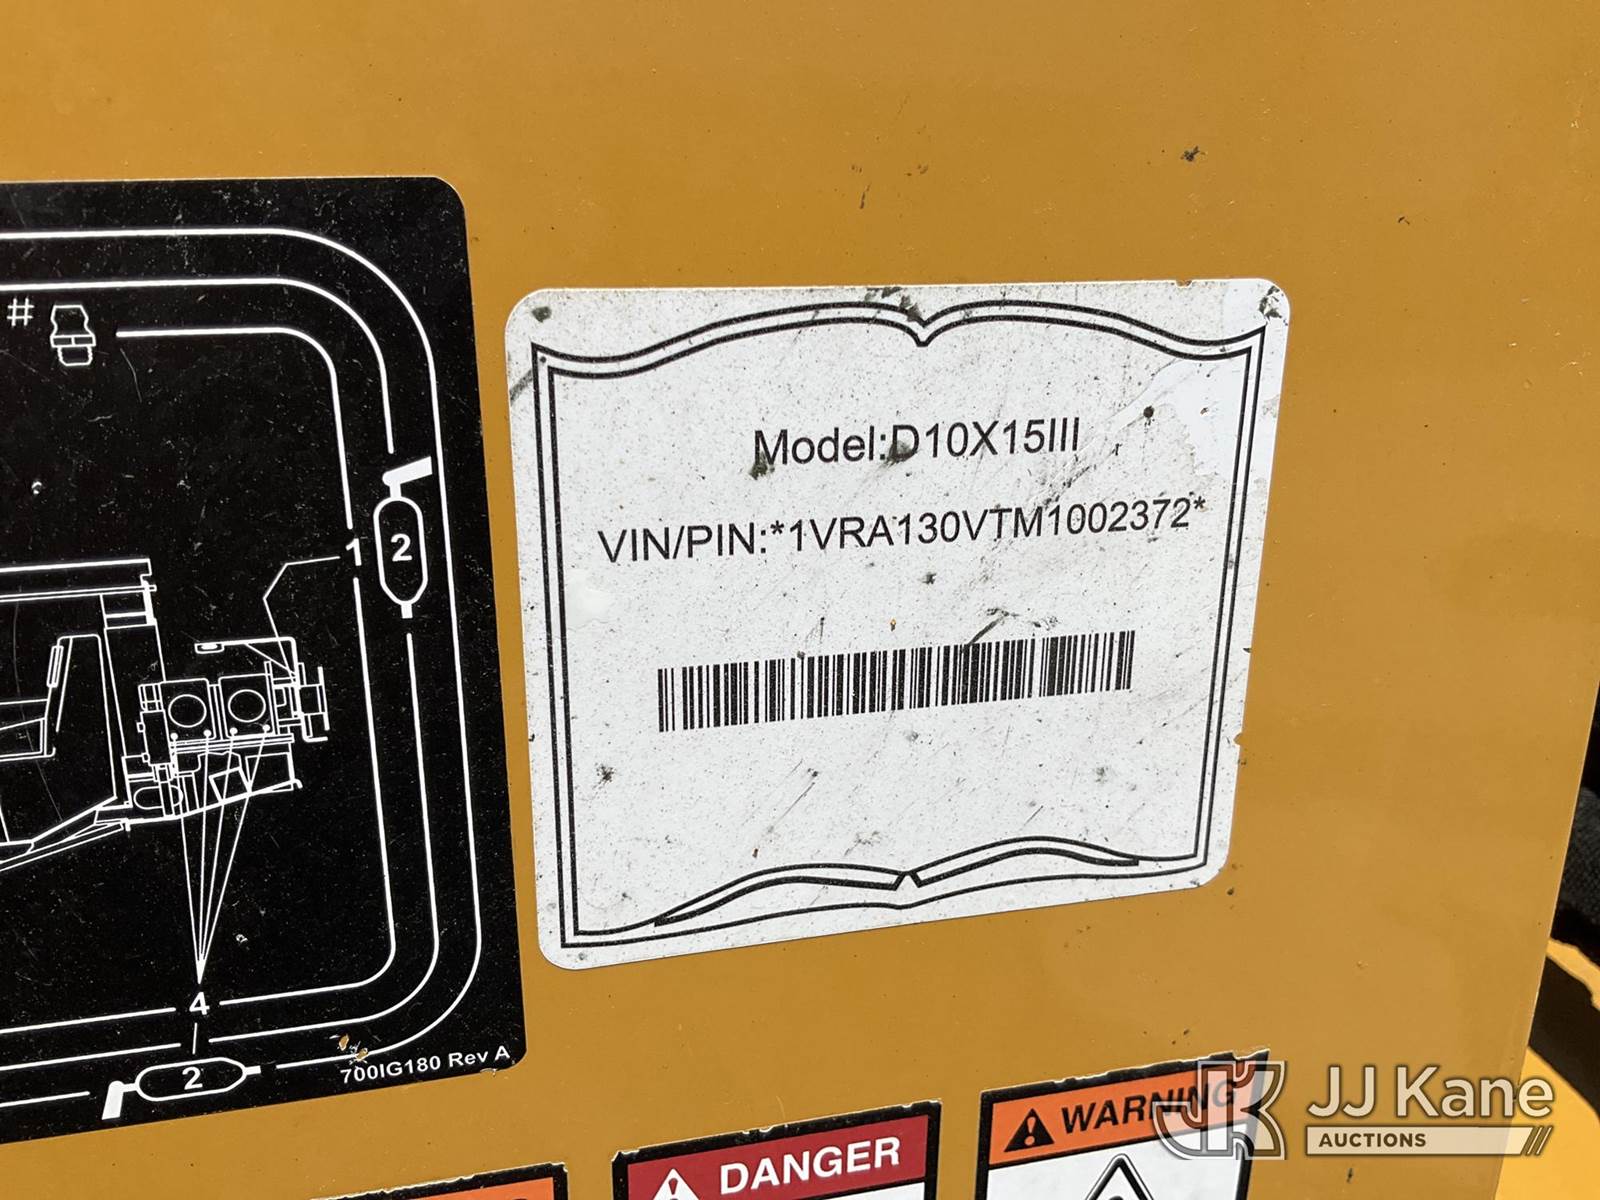 #
1
2
4
2
700IG180 Rev A
Model:D10X15III
VIN/PIN:*1VRA130VTM1002372*
DANGER
WARNING
JJ Kane
AUCTIONS